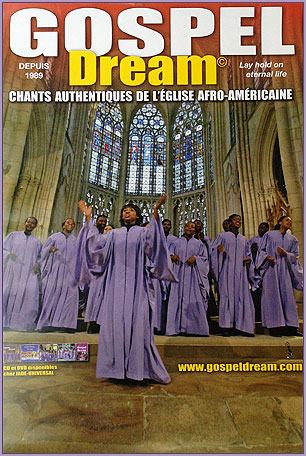 GOSPEL
DEPUIS
1989
Dream©
Lay hold on
eternal life
CHANTS AUTHENTIQUES DE L'ÉGLISE AFRO-AMÉRICAINE
CD et DVD disponibles
chez JADE-UNIVERSAL
www.gospeldream.com